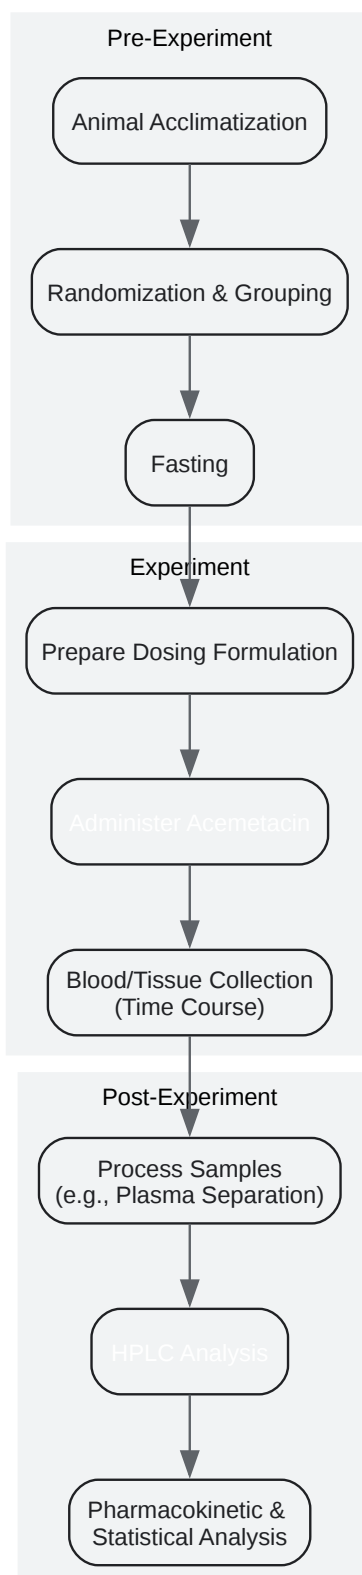 Pre-Experiment
Animal Acclimatization
Randomization & Grouping
Fasting
Experiment
Prepare Dosing Formulation
Administer Acemetacin
Blood/Tissue Collection
(Time Course)
Post-Experiment
Process Samples
(e.g., Plasma Separation)
HPLC Analysis
Pharmacokinetic &
Statistical Analysis